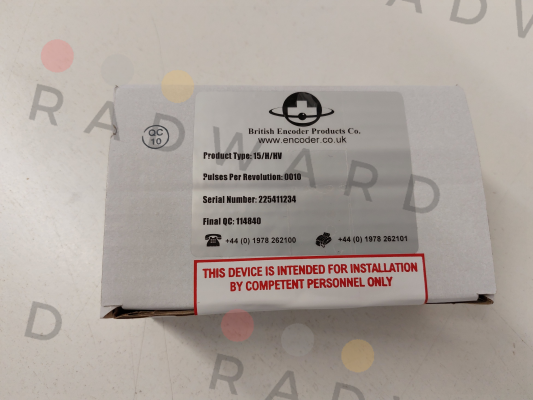 RADWARD
QC
10
British Encoder Products Co.
www.encoder.co.uk
Product Type: 15/H/HV
Pulses Per Revolution: 0010
Serial Number: 225411234
Final QC: 114840
+44 (0) 1978 262100 +44 (0) 1978 262101
THIS DEVICE IS INTENDED FOR INSTALLATION
BY COMPETENT PERSONNEL ONLY
D RADW